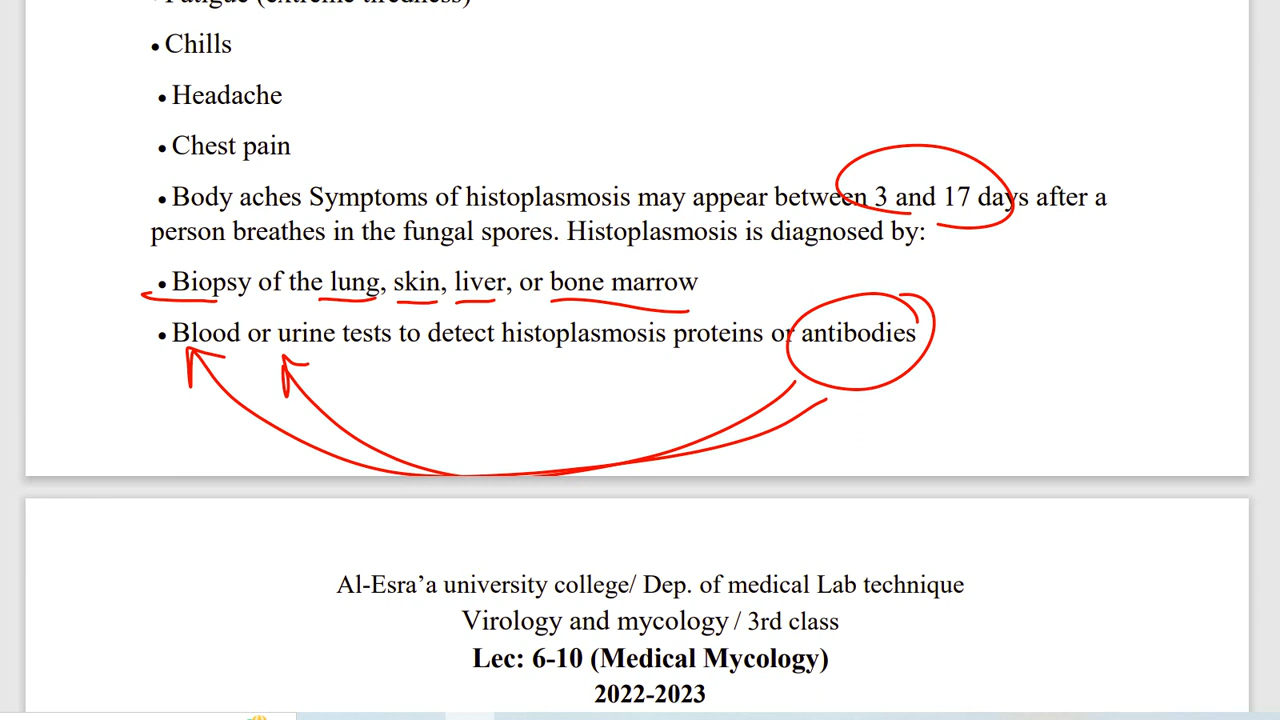 • Fatigue (extreme tiredness)
• Chills
• Headache
• Chest pain
• Body aches Symptoms of histoplasmosis may appear between 3 and 17 days after a
person breathes in the fungal spores. Histoplasmosis is diagnosed by:
• Biopsy of the lung, skin, liver, or bone marrow
• Blood or urine tests to detect histoplasmosis proteins or antibodies
Al-Esra’a university college/ Dep. of medical Lab technique
Virology and mycology / 3rd class
Lec: 6-10 (Medical Mycology)
2022-2023